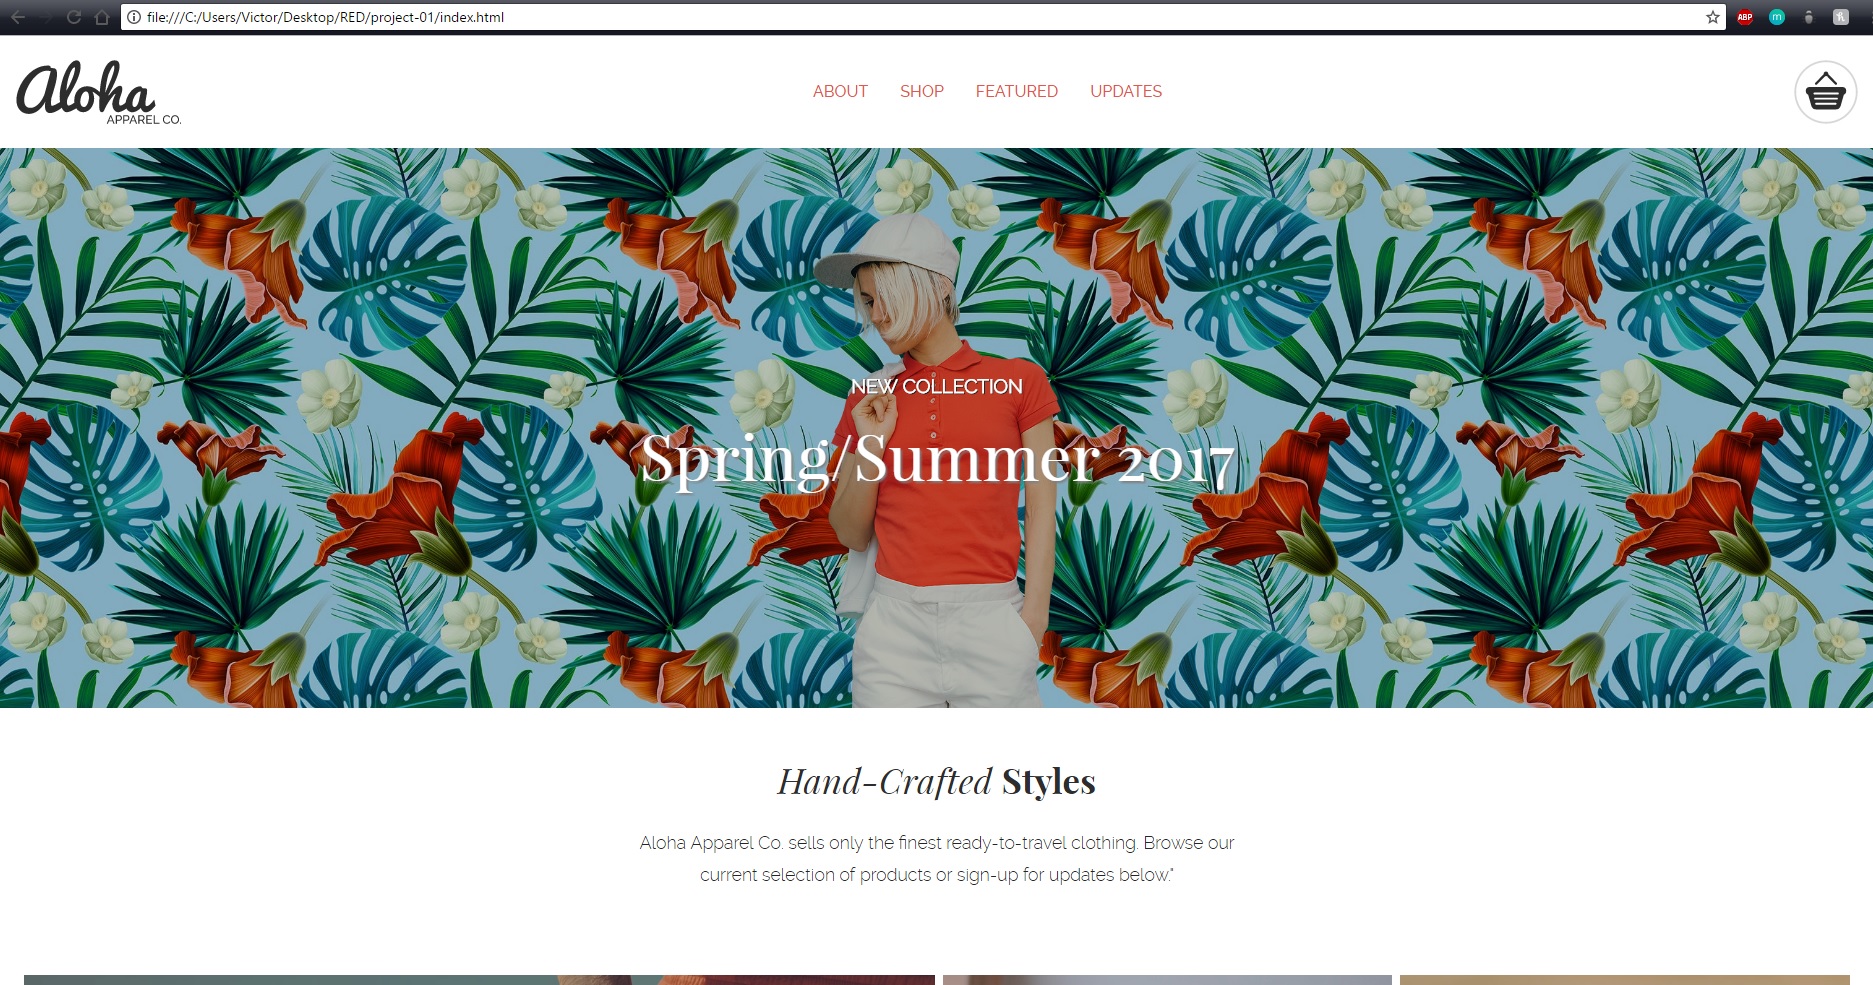 file:///C:/Users/Victor/Desktop/RED/project-01/index.html
ABP
m
Aloha
APPAREL CO.
ABOUT SHOP FEATURED UPDATES
NEW COLLECTION
Spring/Summer 2017
Hand-Crafted Styles
Aloha Apparel Co. sells only the finest ready-to-travel clothing. Browse our
current selection of products or sign-up for updates below."